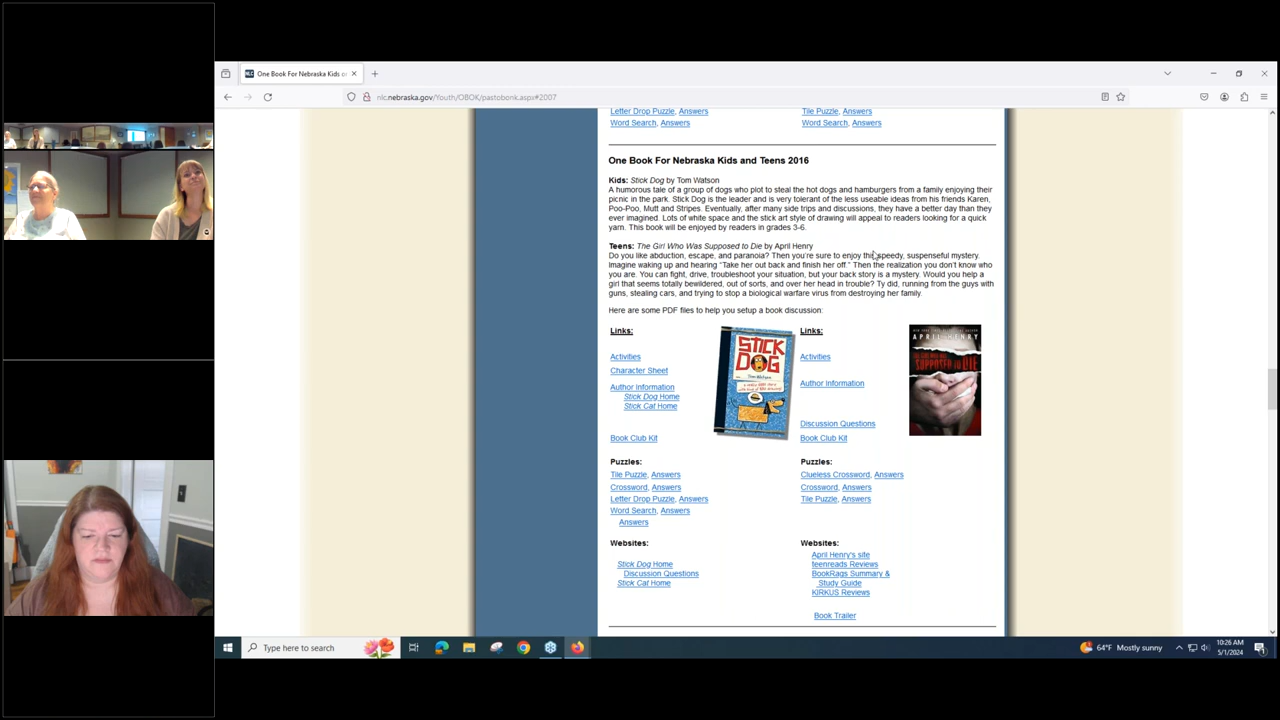 One Book For Nebraska Kids o
nlc.nebraska.gov/Youth/OBOK/pastobonk.aspx#2007
Letter Drop Puzzle, Answers
Word Search, Answers
Tile Puzzle, Answers
Word Search, Answers
One Book For Nebraska Kids and Teens 2016
Kids: Stick Dog by Tom Watson
A humorous tale of a group of dogs who plot to steal the hot dogs and hamburgers from a family enjoying their
picnic in the park. Stick Dog is the leader and is very tolerant of the less useable ideas from his friends Karen,
Poo-Poo, Mutt and Stripes. Eventually, after many side trips and discussions, they have a better day than they
ever imagined. Lots of white space and the stick art style of drawing will appeal to readers looking for a quick
yarn. This book will be enjoyed by readers in grades 3-6.
Teens: The Girl Who Was Supposed to Die by April Henry
Do you like abduction, escape, and paranoia? Then you're sure to enjoy this speedy, suspenseful mystery.
Imagine waking up and hearing "Take her out back and finish her off." Then the realization you don't know who
you are. You can fight, drive, troubleshoot your situation, but your back story is a mystery. Would you help a
girl that seems totally bewildered, out of sorts, and over her head in trouble? Ty did, running from the guys with
guns, stealing cars, and trying to stop a biological warfare virus from destroying her family.
Here are some PDF files to help you setup a book discussion:
Links:
Activities
Character Sheet
Author Information
Stick Dog Home
Stick Cat Home
Book Club Kit
STICK
DOG
Tom Watson
Links:
Activities
Author Information
Discussion Questions
Book Club Kit
APRIL HENRY
SUPPOSED TO DIE
Puzzles:
Tile Puzzle, Answers
Crossword, Answers
Letter Drop Puzzle, Answers
Word Search, Answers
Answers
Puzzles:
Clueless Crossword, Answers
Crossword, Answers
Tile Puzzle, Answers
Websites:
Stick Dog Home
Discussion Questions
Stick Cat Home
Websites:
April Henry's site
teenreads Reviews
BookRags Summary &
Study Guide
KIRKUS Reviews
Book Trailer
Type here to search
64°F Mostly sunny
10:26 AM
5/1/2024